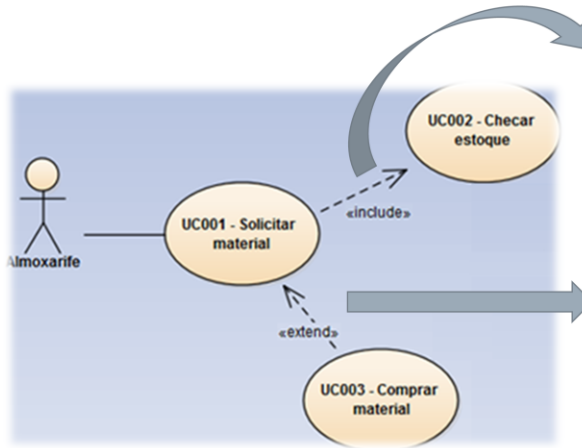 UC002 - Checar
estoque
«include»
UC001 - Solicitar
material
Almoxarife
«extend»
UC003 - Comprar
material